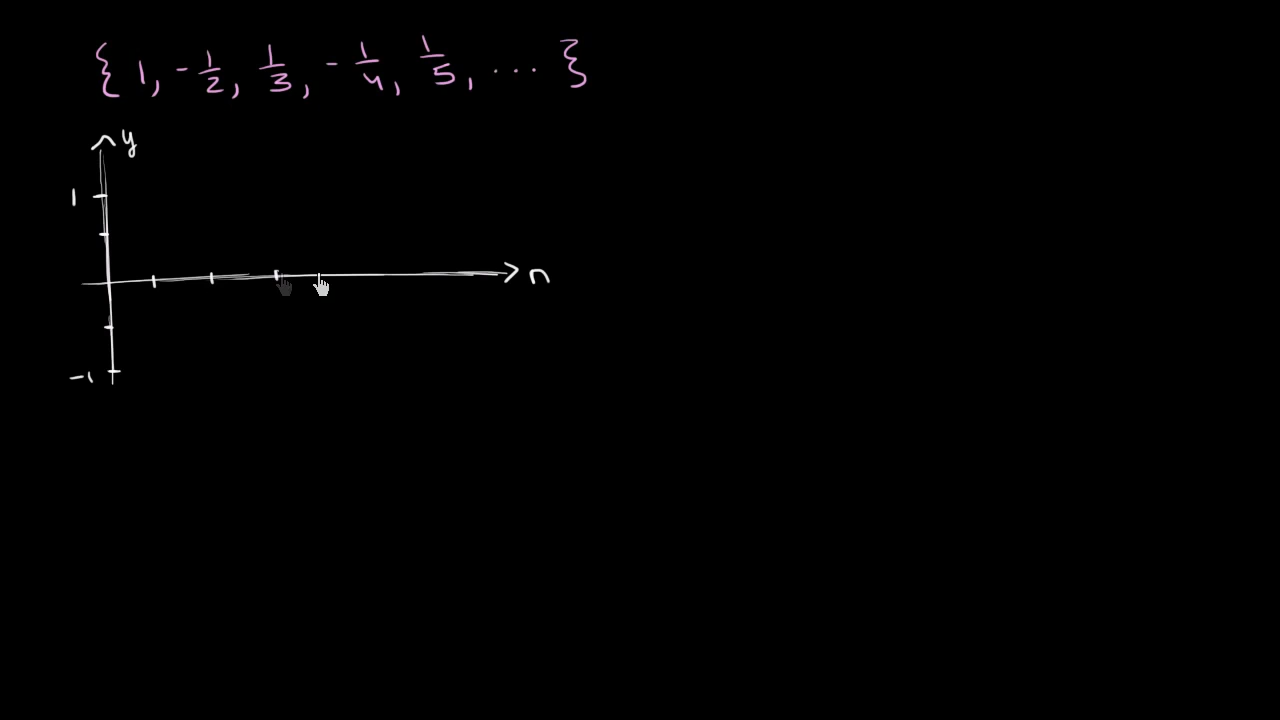 { 1, -1/2, 1/3, -1/4, 1/5, ... }
y
1
n
-1